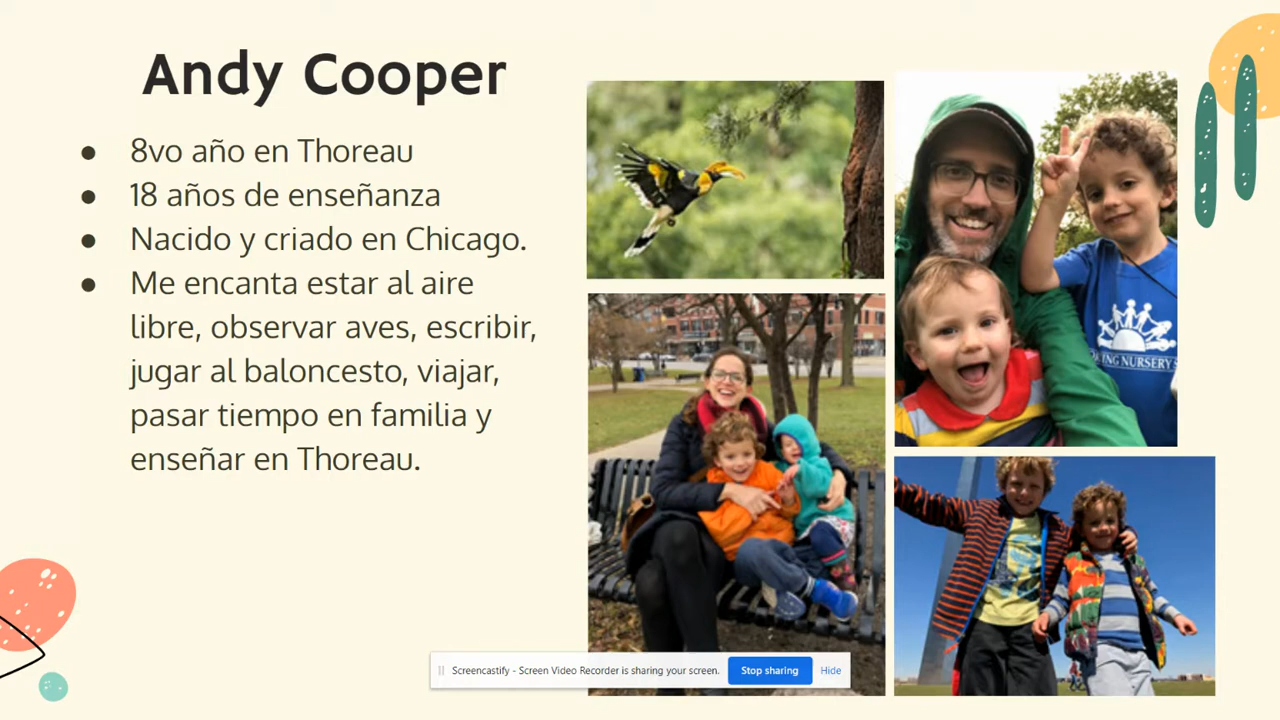 Andy Cooper
● 8vo año en Thoreau
● 18 años de enseñanza
● Nacido y criado en Chicago.
● Me encanta estar al aire
libre, observar aves, escribir,
jugar al baloncesto, viajar,
pasar tiempo en familia y
enseñar en Thoreau.
NURSERY
Screencastify - Screen Video Recorder is sharing your screen. Stop sharing Hide